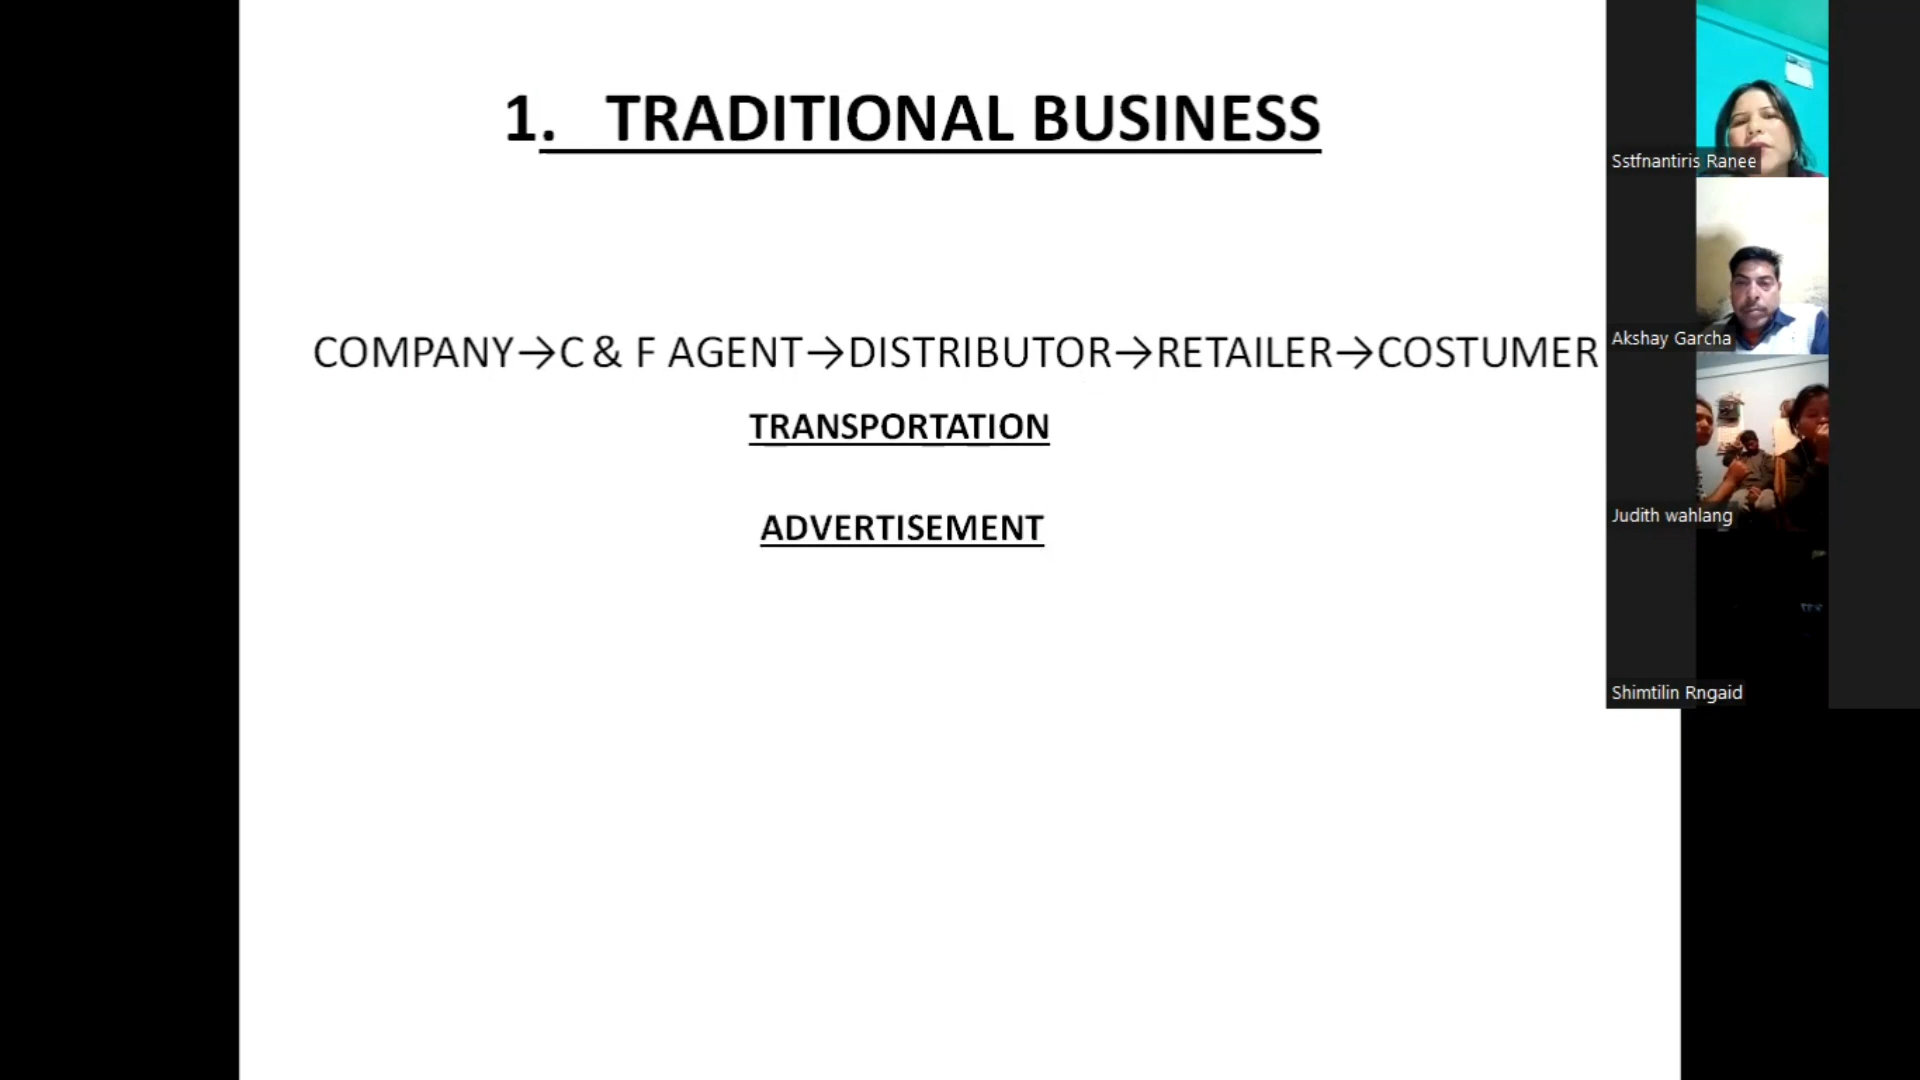 1. TRADITIONAL BUSINESS
COMPANY→C & F AGENT→DISTRIBUTOR→RETAILER→COSTUMER
TRANSPORTATION
ADVERTISEMENT
Sstfnantiris Ranee
Akshay Garcha
Judith wahlang
Shimtilin Rngaid